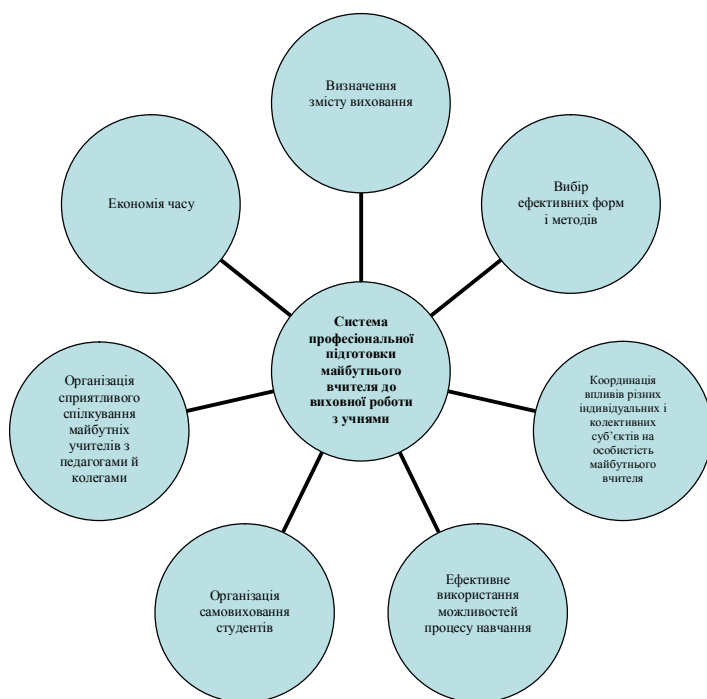 Визначення
змісту виховання
Вибір
ефективних форм
і методів
Координація
впливів різних
індивідуальних і
колективних
суб’єктів на
особистість
майбутнього
вчителя
Ефективне
використання
можливостей
процесу навчання
Організація
самовиховання
студентів
Організація
сприятливого
спілкування
майбутніх
учителів з
педагогами й
колегами
Економія часу
Система
професіональної
підготовки
майбутнього
вчителя до
виховної роботи
з учнями